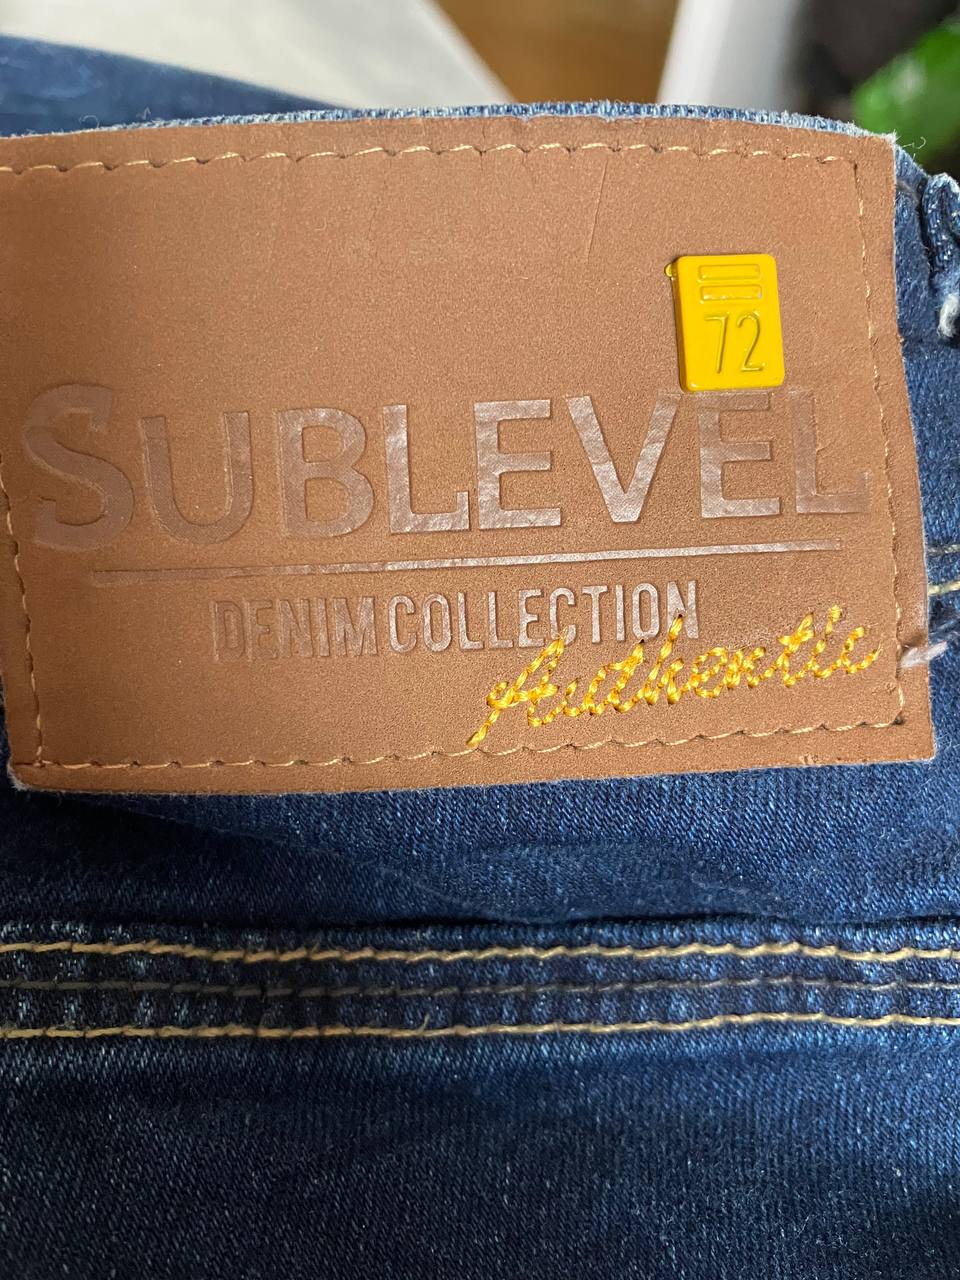 72
SUBLEVEL
DENIM COLLECTION
Authentic